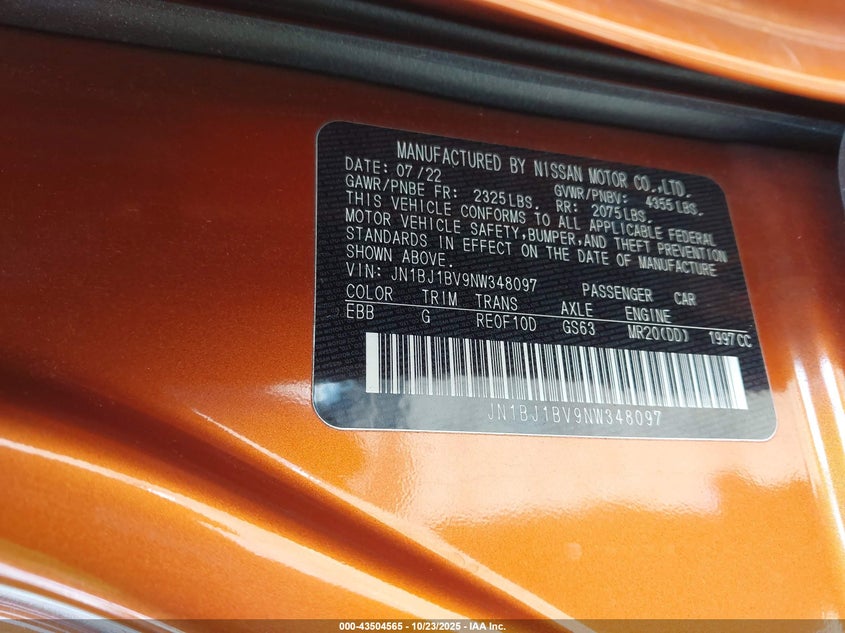 MANUFACTURED BY NISSAN MOTOR CO.,LTD.
DATE: 07/22 GVWR/PNBV: 4355LBS.
GAWR/PNBE FR: 2325LBS. RR: 2075LBS.
THIS VEHICLE CONFORMS TO ALL APPLICABLE FEDERAL
MOTOR VEHICLE SAFETY,BUMPER,AND THEFT PREVENTION
STANDARDS IN EFFECT ON THE DATE OF MANUFACTURE
SHOWN ABOVE.
VIN: JN1BJ1BV9NW348097 PASSENGER CAR
COLOR TRIM TRANS AXLE ENGINE
EBB G RE0F10D GS63 MR20(DD) 1997CC
JN1BJ1BV9NW348097
000-43504565 - 10/23/2025 - IAA Inc.